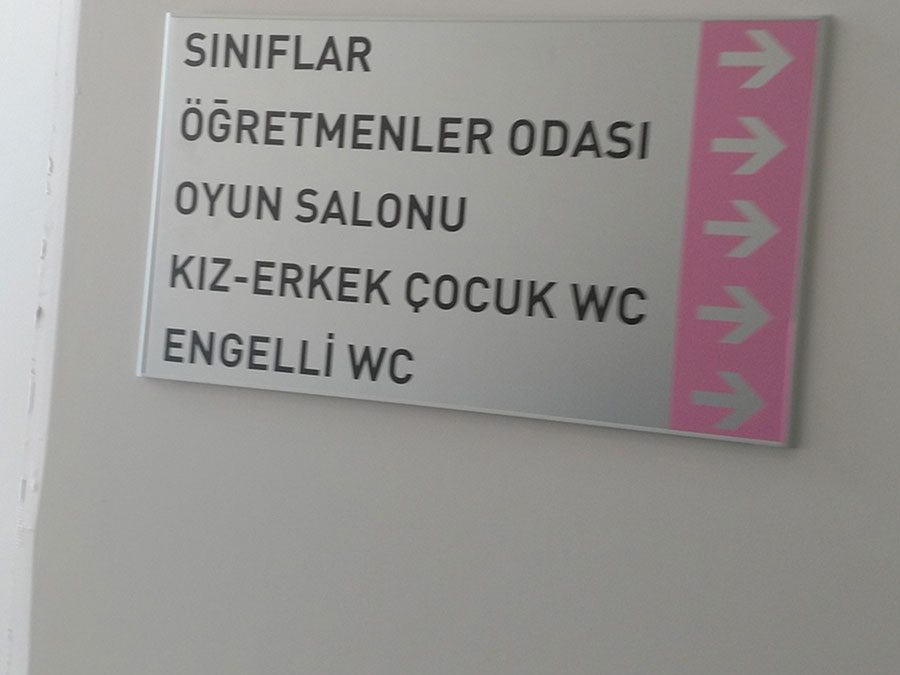 SINIFLAR
ÖĞRETMENLER ODASI
OYUN SALONU
KIZ-ERKEK ÇOCUK WC
ENGELLİ WC